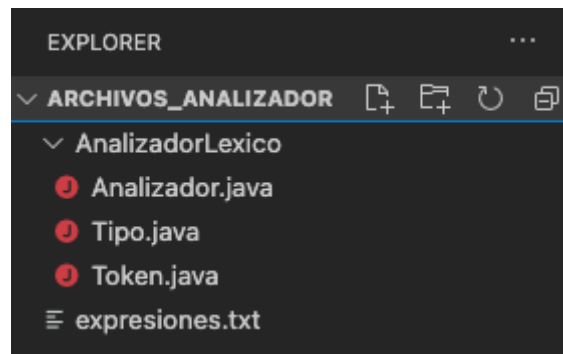 EXPLORER
ARCHIVOS_ANALIZADOR
AnalizadorLexico
J Analizador.java
J Tipo.java
J Token.java
expresiones.txt